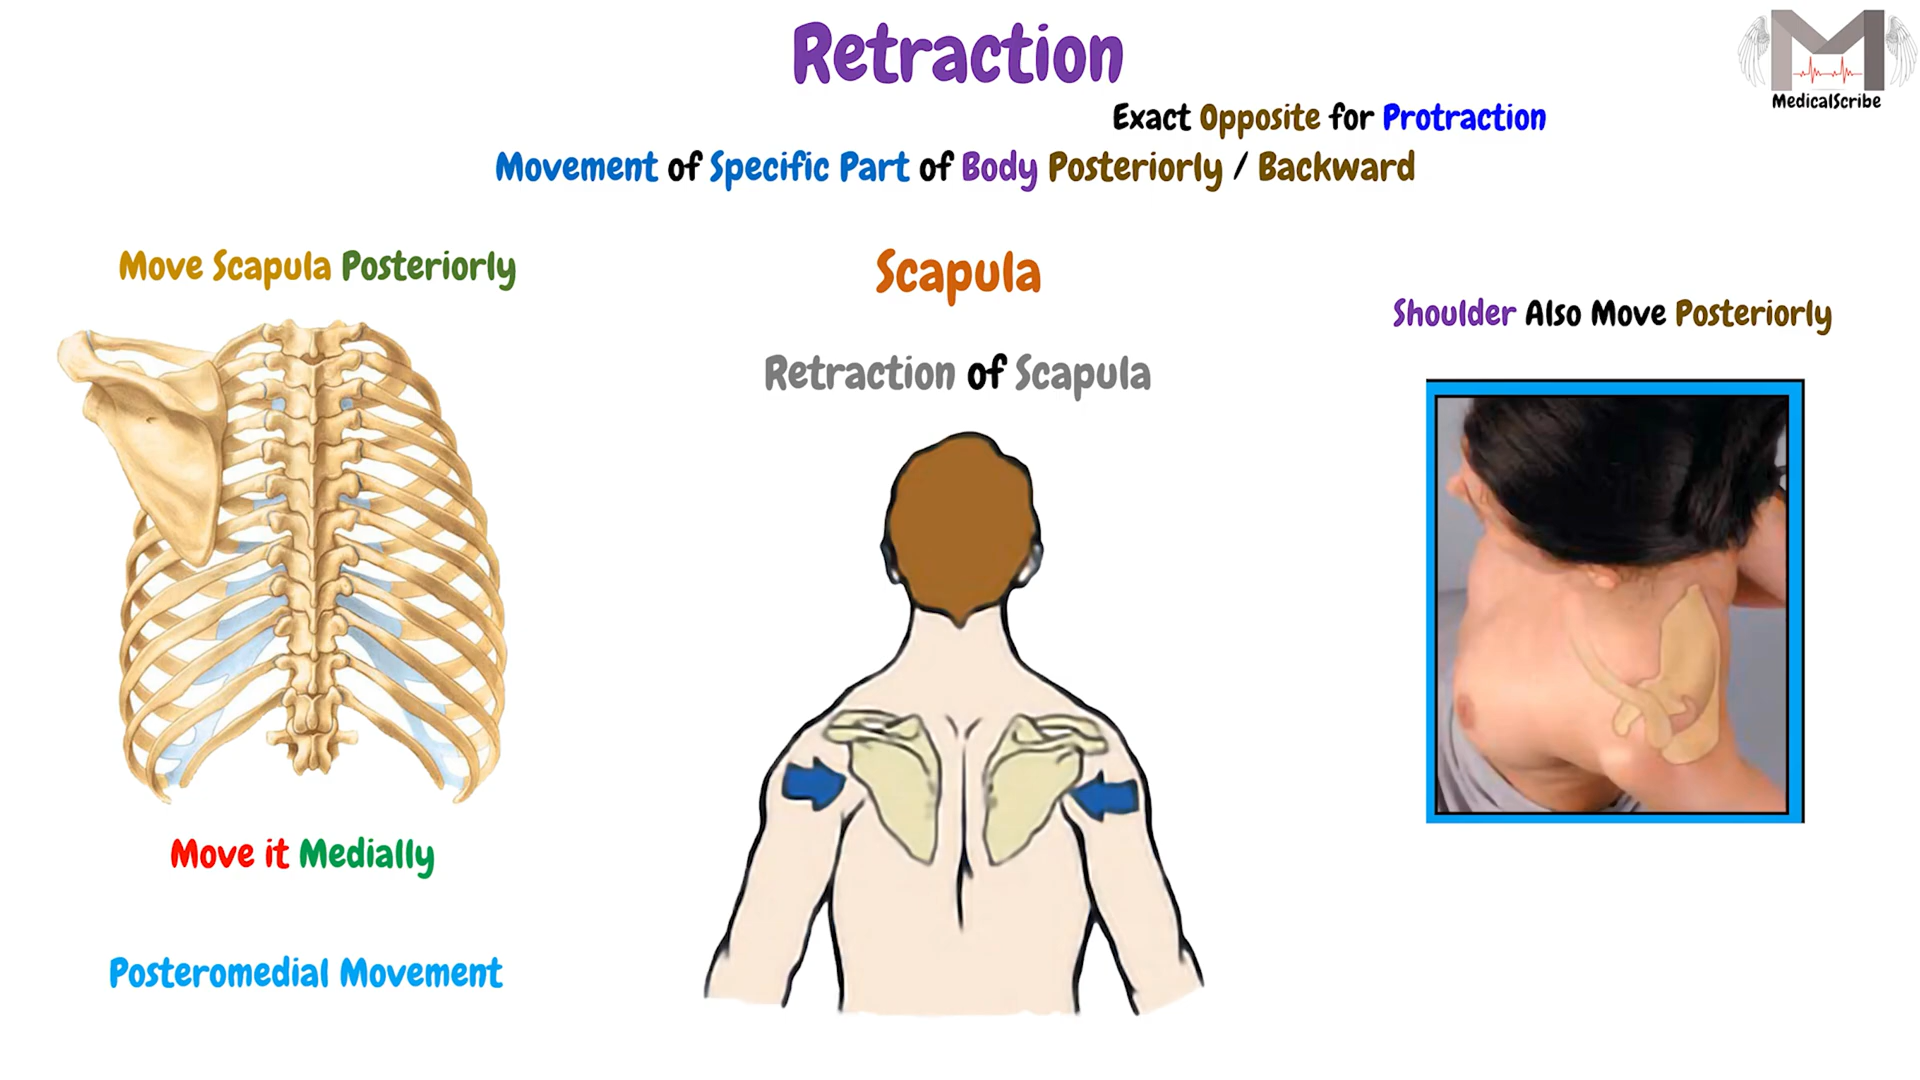 Retraction
MedicalScribe
Exact Opposite for Protraction
Movement of Specific Part of Body Posteriorly / Backward
Move Scapula Posteriorly
Scapula
Shoulder Also Move Posteriorly
Retraction of Scapula
Move it Medially
Posteromedial Movement